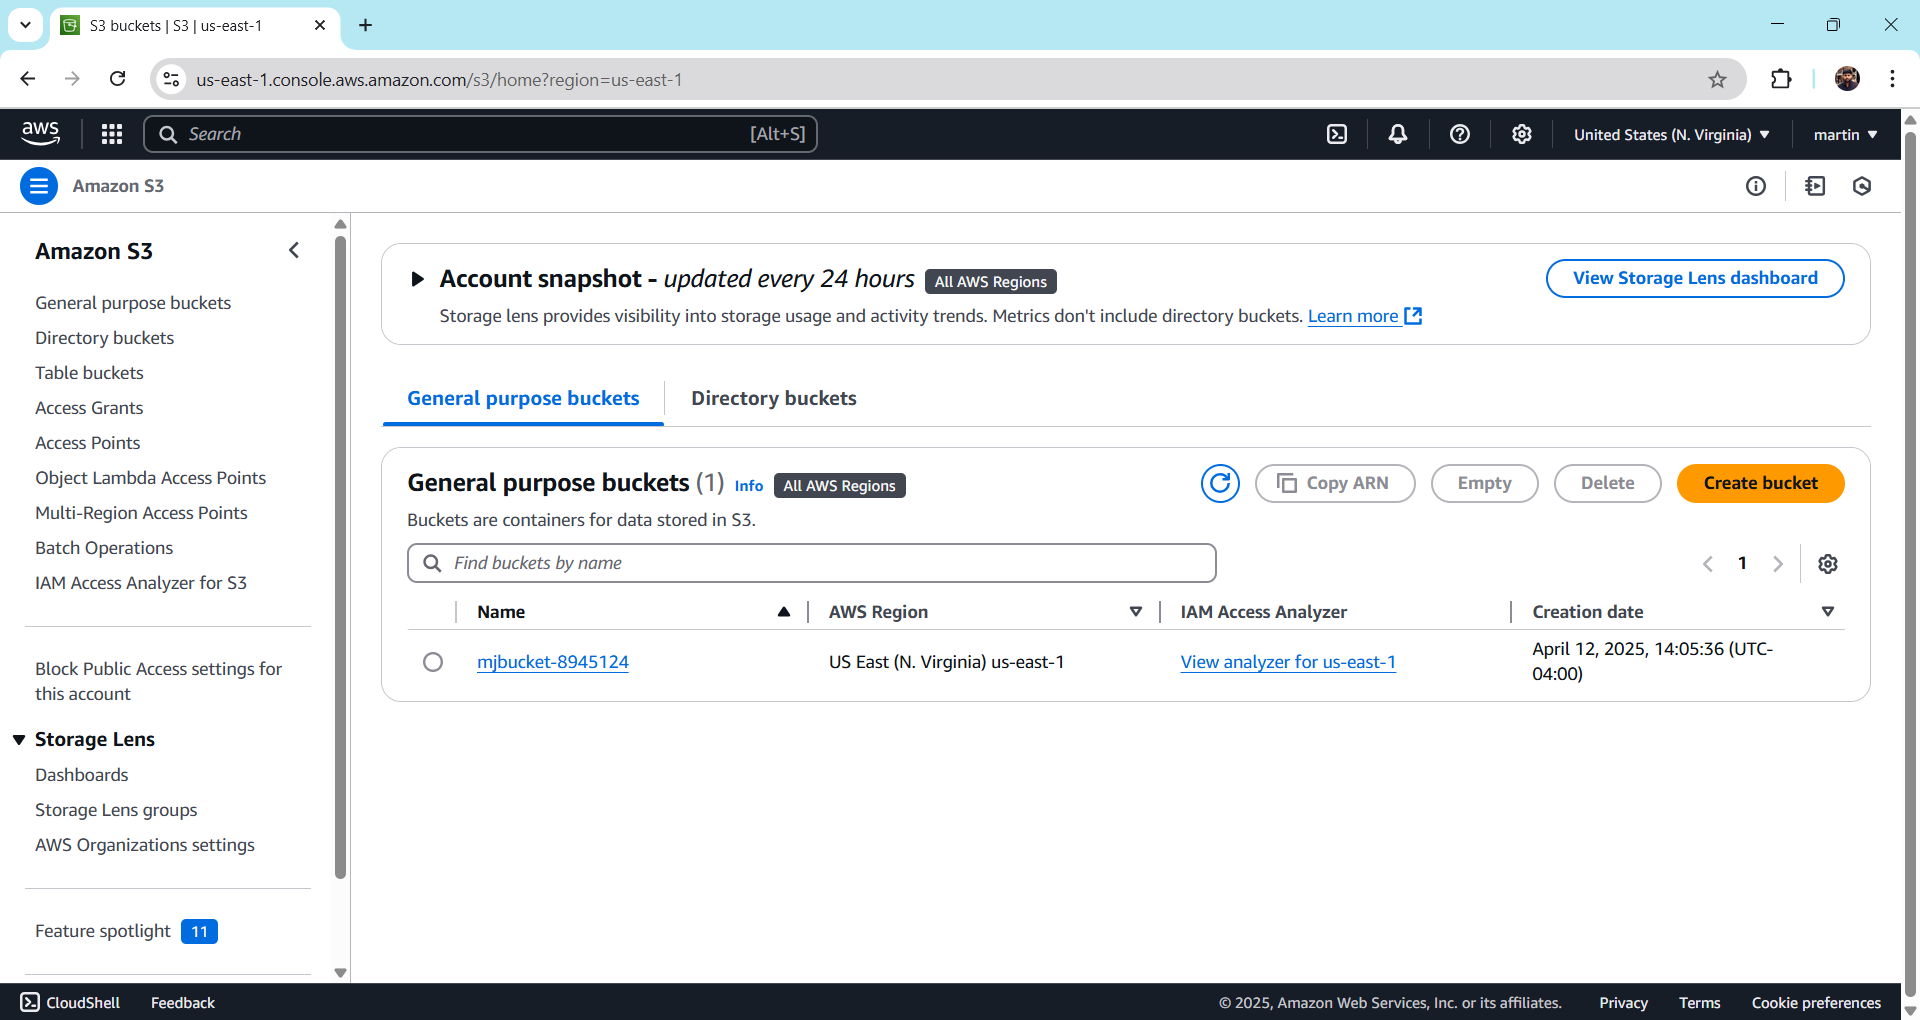 S3 buckets | S3 | us-east-1
us-east-1.console.aws.amazon.com/s3/home?region=us-east-1
aws
Search
[Alt+S]
United States (N. Virginia)
martin
Amazon S3
Amazon S3
General purpose buckets
Directory buckets
Table buckets
Access Grants
Access Points
Object Lambda Access Points
Multi-Region Access Points
Batch Operations
IAM Access Analyzer for S3
Block Public Access settings for
this account
Storage Lens
Dashboards
Storage Lens groups
AWS Organizations settings
Feature spotlight 11
Account snapshot - updated every 24 hours All AWS Regions
View Storage Lens dashboard
Storage lens provides visibility into storage usage and activity trends. Metrics don't include directory buckets. Learn more
General purpose buckets
Directory buckets
General purpose buckets (1) Info All AWS Regions
Copy ARN
Empty
Delete
Create bucket
Buckets are containers for data stored in S3.
Find buckets by name
1
Name
AWS Region
IAM Access Analyzer
Creation date
mjbucket-8945124
US East (N. Virginia) us-east-1
View analyzer for us-east-1
April 12, 2025, 14:05:36 (UTC-
04:00)
CloudShell
Feedback
© 2025, Amazon Web Services, Inc. or its affiliates.
Privacy
Terms
Cookie preferences